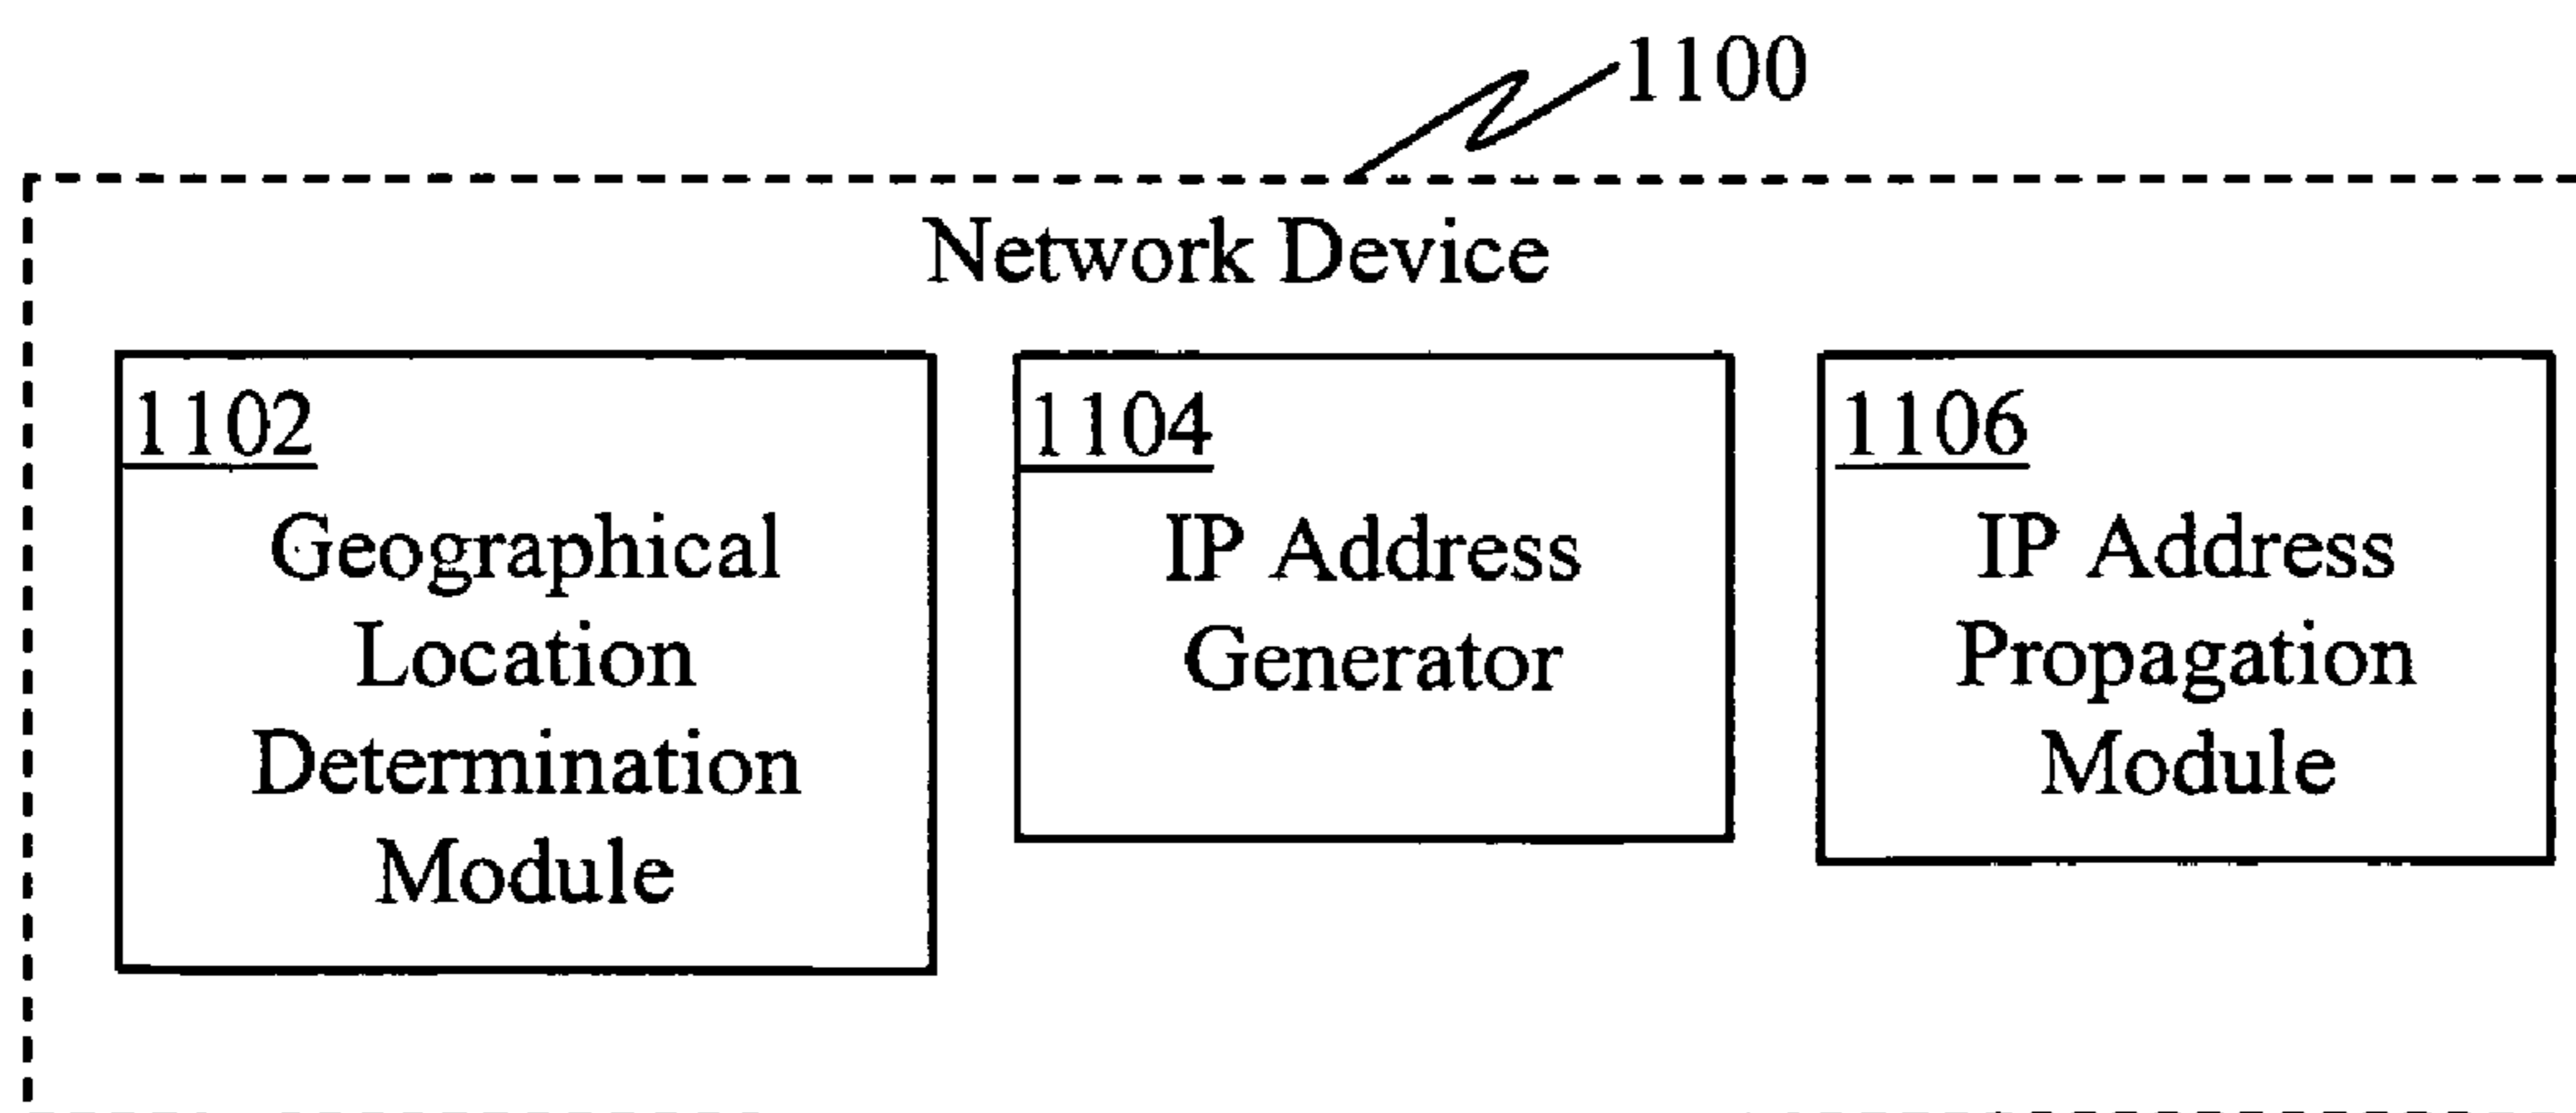 1100
Network Device
1102
Geographical
Location
Determination
Module
1104
IP Address
Generator
1106
IP Address
Propagation
Module